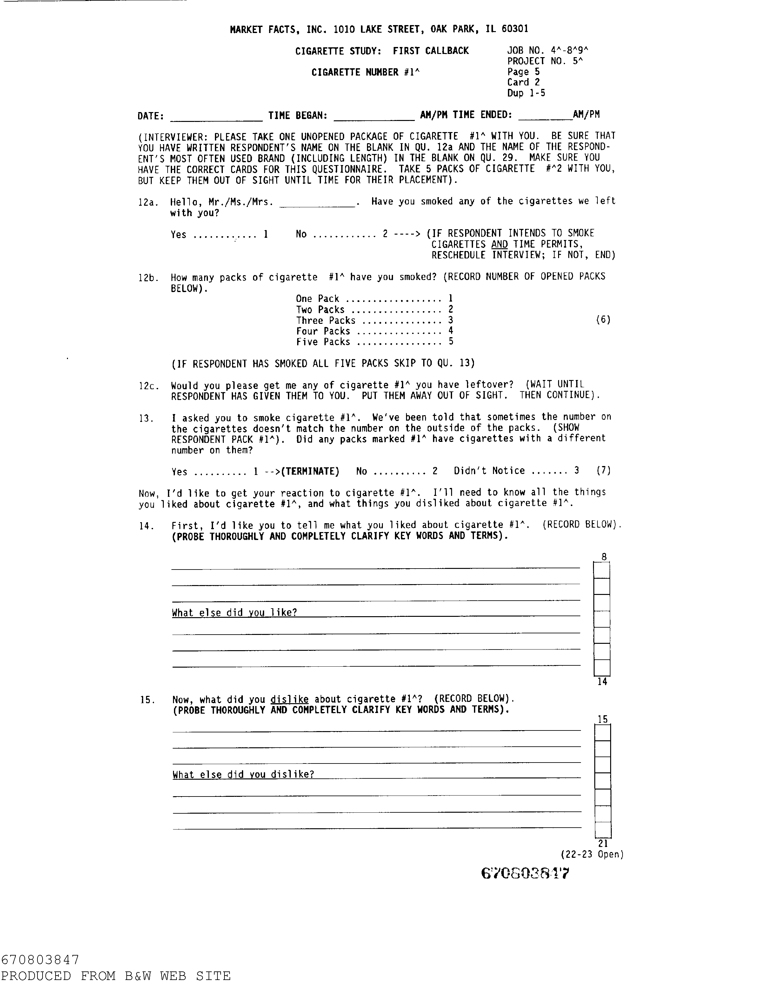 MARKET FACTS, INC. 1010 LAKE STREET, OAK PARK, IL 60301
CIGARETTE STUDY: FIRST CALLBACK JOB NO. 4^-8^9^
PROJECT NO. 5^
CIGARETTE NUMBER #1^ Page 5
Card 2
Dup 1-5
DATE: ________________ TIME BEGAN: ______________ AM/PM TIME ENDED: _________AM/PM
(INTERVIEWER: PLEASE TAKE ONE UNOPENED PACKAGE OF CIGARETTE #1^ WITH YOU. BE SURE THAT
YOU HAVE WRITTEN RESPONDENT'S NAME ON THE BLANK IN QU. 12a AND THE NAME OF THE RESPOND-
ENT'S MOST OFTEN USED BRAND (INCLUDING LENGTH) IN THE BLANK ON QU. 29. MAKE SURE YOU
HAVE THE CORRECT CARDS FOR THIS QUESTIONNAIRE. TAKE 5 PACKS OF CIGARETTE #^2 WITH YOU,
BUT KEEP THEM OUT OF SIGHT UNTIL TIME FOR THEIR PLACEMENT).
12a. Hello, Mr./Ms./Mrs. _____________. Have you smoked any of the cigarettes we left
with you?
Yes ............ 1 No ............ 2 ----> (IF RESPONDENT INTENDS TO SMOKE
CIGARETTES AND TIME PERMITS,
RESCHEDULE INTERVIEW; IF NOT, END)
12b. How many packs of cigarette #1^ have you smoked? (RECORD NUMBER OF OPENED PACKS
BELOW).
One Pack .................. 1
Two Packs ................. 2
Three Packs ............... 3 (6)
Four Packs ................ 4
Five Packs ................ 5
(IF RESPONDENT HAS SMOKED ALL FIVE PACKS SKIP TO QU. 13)
12c. Would you please get me any of cigarette #1^ you have leftover? (WAIT UNTIL
RESPONDENT HAS GIVEN THEM TO YOU. PUT THEM AWAY OUT OF SIGHT. THEN CONTINUE).
13. I asked you to smoke cigarette #1^. We've been told that sometimes the number on
the cigarettes doesn't match the number on the outside of the packs. (SHOW
RESPONDENT PACK #1^). Did any packs marked #1^ have cigarettes with a different
number on them?
Yes .......... 1 -->(TERMINATE) No .......... 2 Didn't Notice ....... 3 (7)
Now, I'd like to get your reaction to cigarette #1^. I'll need to know all the things
you liked about cigarette #1^, and what things you disliked about cigarette #1^.
14. First, I'd like you to tell me what you liked about cigarette #1^. (RECORD BELOW).
(PROBE THOROUGHLY AND COMPLETELY CLARIFY KEY WORDS AND TERMS).
8
What else did you like?
14
15. Now, what did you dislike about cigarette #1^? (RECORD BELOW).
(PROBE THOROUGHLY AND COMPLETELY CLARIFY KEY WORDS AND TERMS).
15
What else did you dislike?
21
(22-23 Open)
670803847
670803847
PRODUCED FROM B&W WEB SITE